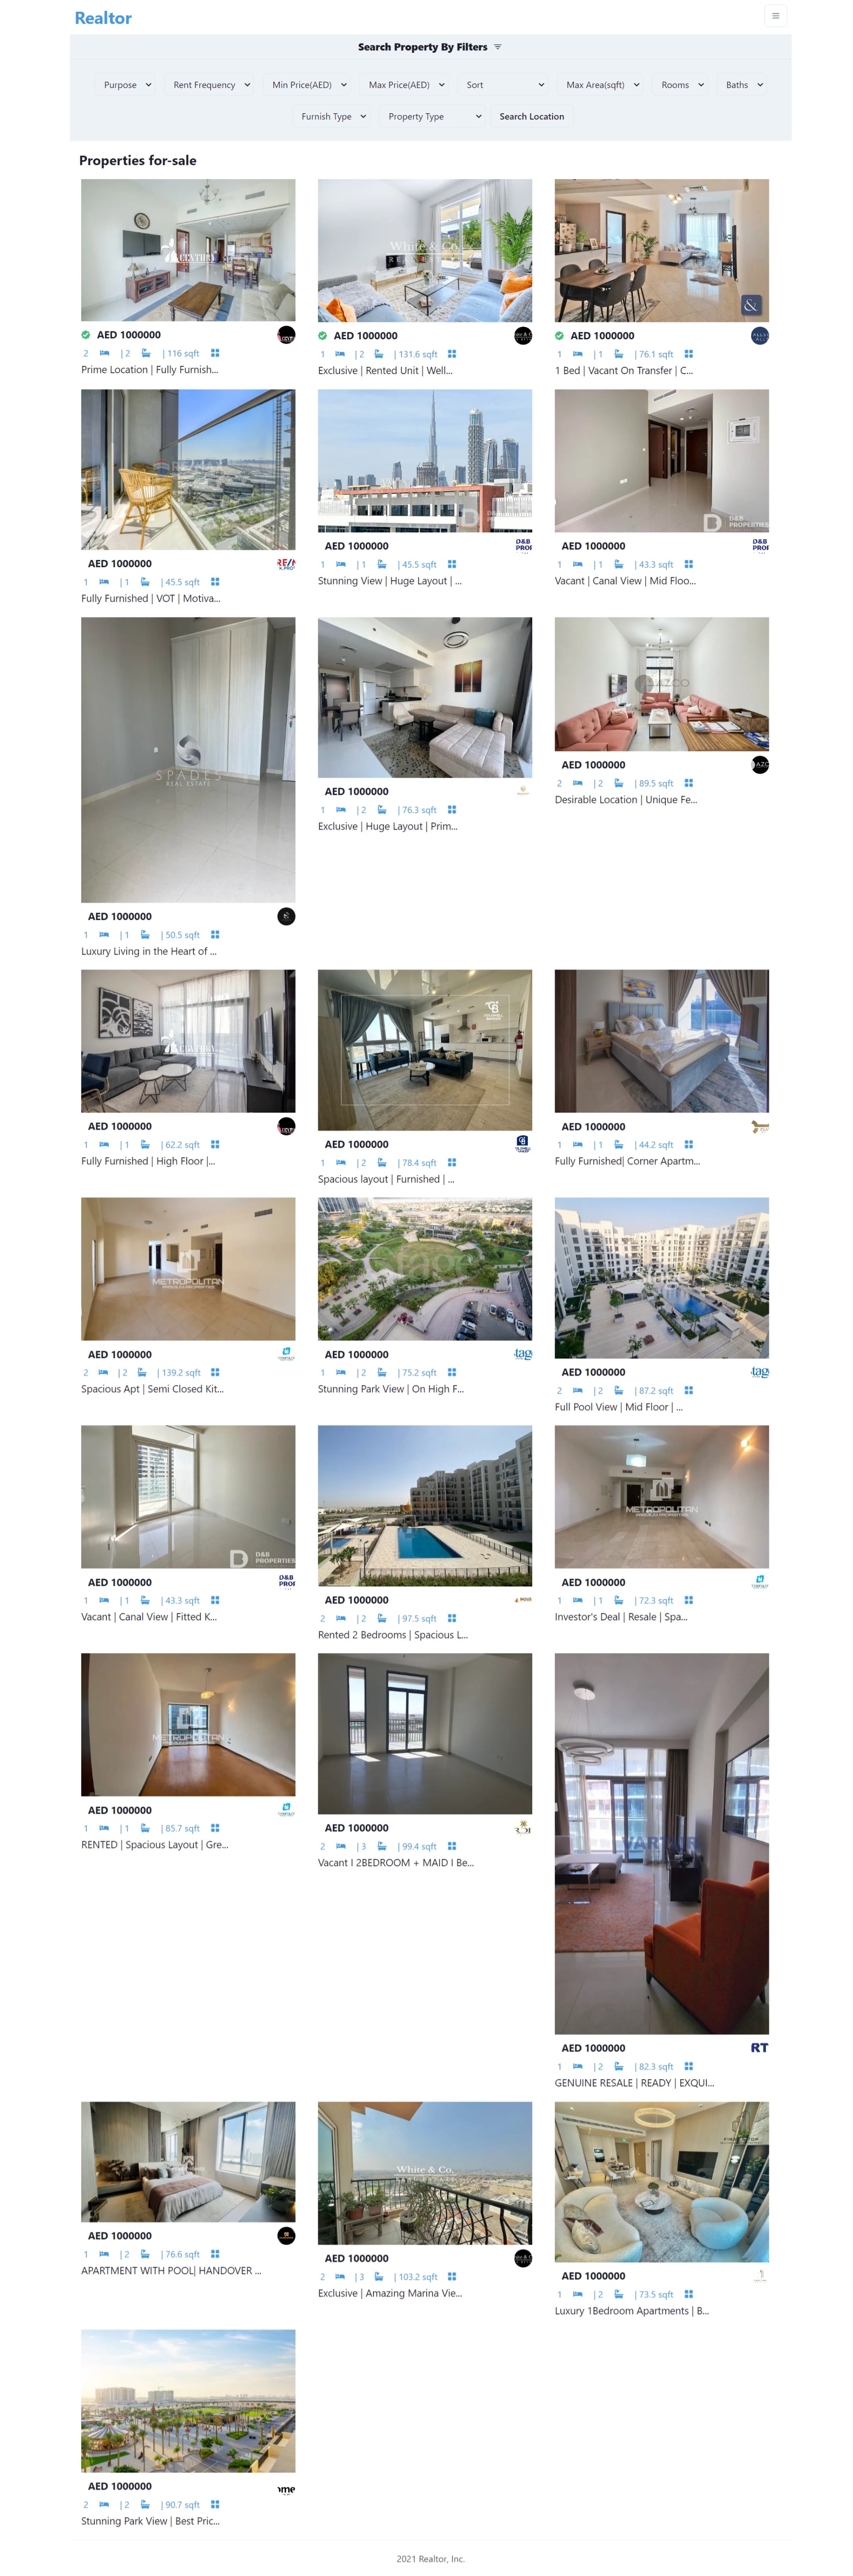 Realtor
Search Property By Filters
Purpose Rent Frequency Min Price(AED) Max Price(AED) Sort Max Area(sqft) Rooms Baths
Furnish Type Property Type Search Location
Properties for-sale
White & Co.
&
AED 1000000 AED 1000000 AED 1000000
2 | 2 | 116 sqft 1 | 2 | 131.6 sqft 1 | 1 | 76.1 sqft
Prime Location | Fully Furnish... Exclusive | Rented Unit | Well... 1 Bed | Vacant On Transfer | C...
D&B PROPERTIES
AED 1000000 AED 1000000 AED 1000000
1 | 1 | 45.5 sqft 1 | 1 | 45.5 sqft 1 | 1 | 43.3 sqft
Fully Furnished | VOT | Motiva... Stunning View | Huge Layout | ... Vacant | Canal View | Mid Floo...
SPADES
REAL ESTATE
AED 1000000 AED 1000000 AED 1000000
1 | 1 | 50.5 sqft 1 | 2 | 76.3 sqft 2 | 2 | 89.5 sqft
Luxury Living in the Heart of ... Exclusive | Huge Layout | Prim... Desirable Location | Unique Fe...
AED 1000000 AED 1000000 AED 1000000
1 | 1 | 62.2 sqft 1 | 2 | 78.4 sqft 1 | 1 | 44.2 sqft
Fully Furnished | High Floor |... Spacious layout | Furnished | ... Fully Furnished| Corner Apartm...
METROPOLITAN
AED 1000000 AED 1000000 AED 1000000
2 | 2 | 139.2 sqft 1 | 2 | 75.2 sqft 2 | 2 | 87.2 sqft
Spacious Apt | Semi Closed Kit... Stunning Park View | On High F... Full Pool View | Mid Floor | ...
D&B PROPERTIES
METROPOLITAN
AED 1000000 AED 1000000 AED 1000000
1 | 1 | 43.3 sqft 2 | 2 | 97.5 sqft 1 | 1 | 72.3 sqft
Vacant | Canal View | Fitted K... Rented 2 Bedrooms | Spacious L... Investor's Deal | Resale | Spa...
METROPOLITAN
AED 1000000 AED 1000000 AED 1000000
1 | 1 | 85.7 sqft 2 | 3 | 99.4 sqft 1 | 2 | 82.3 sqft
RENTED | Spacious Layout | Gre... Vacant I 2BEDROOM + MAID I Be... GENUINE RESALE | READY | EXQUI...
RT
White & Co.
AED 1000000 AED 1000000 AED 1000000
1 | 2 | 76.6 sqft 2 | 3 | 103.2 sqft 1 | 2 | 73.5 sqft
APARTMENT WITH POOL| HANDOVER ... Exclusive | Amazing Marina Vie... Luxury 1Bedroom Apartments | B...
AED 1000000
2 | 2 | 90.7 sqft
Stunning Park View | Best Pric...
2021 Realtor, Inc.